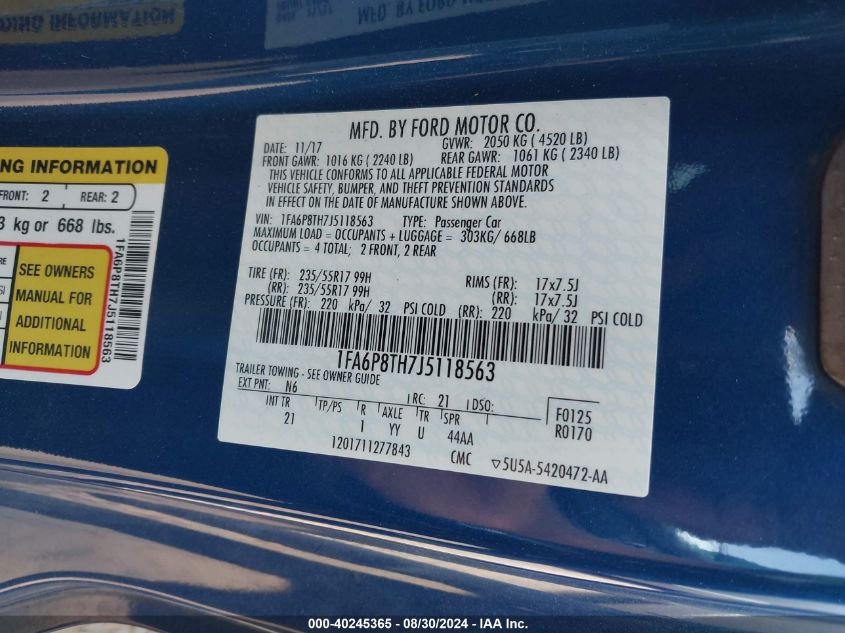 MFD. BY FORD MOTOR CO.
DATE: 11/17 GVWR: 2050 KG ( 4520 LB)
FRONT GAWR: 1016 KG ( 2240 LB) REAR GAWR: 1061 KG ( 2340 LB)
THIS VEHICLE CONFORMS TO ALL APPLICABLE FEDERAL MOTOR
VEHICLE SAFETY, BUMPER, AND THEFT PREVENTION STANDARDS
IN EFFECT ON THE DATE OF MANUFACTURE SHOWN ABOVE.
VIN: 1FA6P8TH7J5118563 TYPE: Passenger Car
MAXIMUM LOAD = OCCUPANTS + LUGGAGE = 303KG/ 668LB
OCCUPANTS = 4 TOTAL; 2 FRONT, 2 REAR
TIRE (FR): 235/55R17 99H RIMS (FR): 17x7.5J
(RR): 235/55R17 99H (RR): 17x7.5J
PRESSURE (FR): 220 kPa/ 32 PSI COLD (RR): 220 kPa/ 32 PSI COLD
1FA6P8TH7J5118563
TRAILER TOWING - SEE OWNER GUIDE
EXT PNT: N6 RC: 21 DSO: F0125
INT TR TP/PS R AXLE TR SPR R0170
21 1 YY U 44AA
1201711277843 CMC 5U5A-5420472-AA
NG INFORMATION
FRONT: 2 REAR: 2
3 kg or 668 lbs.
SEE OWNERS
MANUAL FOR
ADDITIONAL
INFORMATION
1FA6P8TH7J5118563
DING INFORMATION
MFD. BY FORD
000-40245365 - 08/30/2024 - IAA Inc.